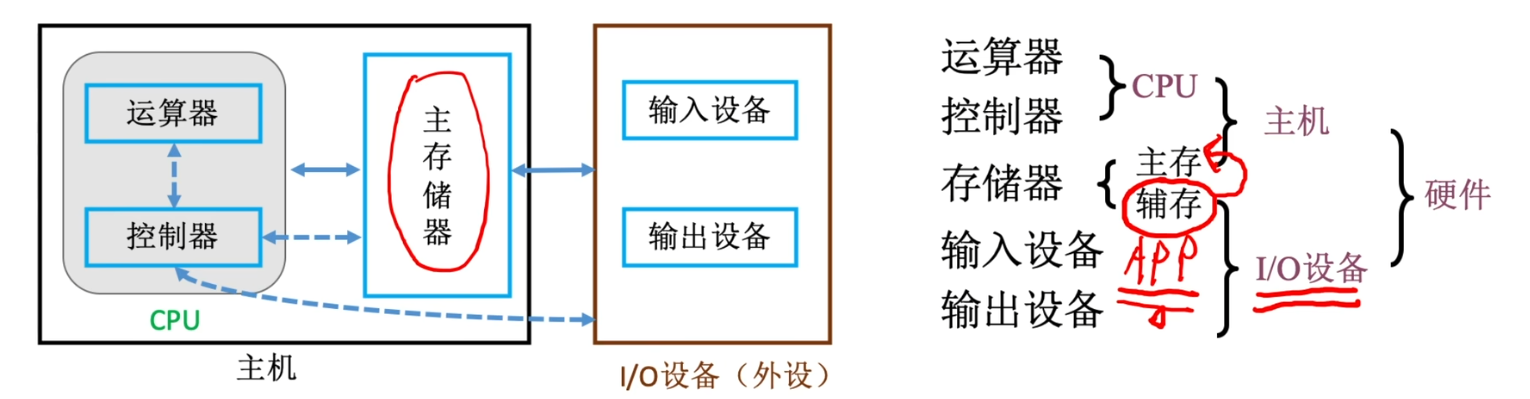 运算器
控制器
CPU
主机
主存储器
输入设备
输出设备
I/O设备（外设）
运算器
控制器
CPU
主机
存储器
主存
辅存
硬件
输入设备
APP
I/O设备
输出设备